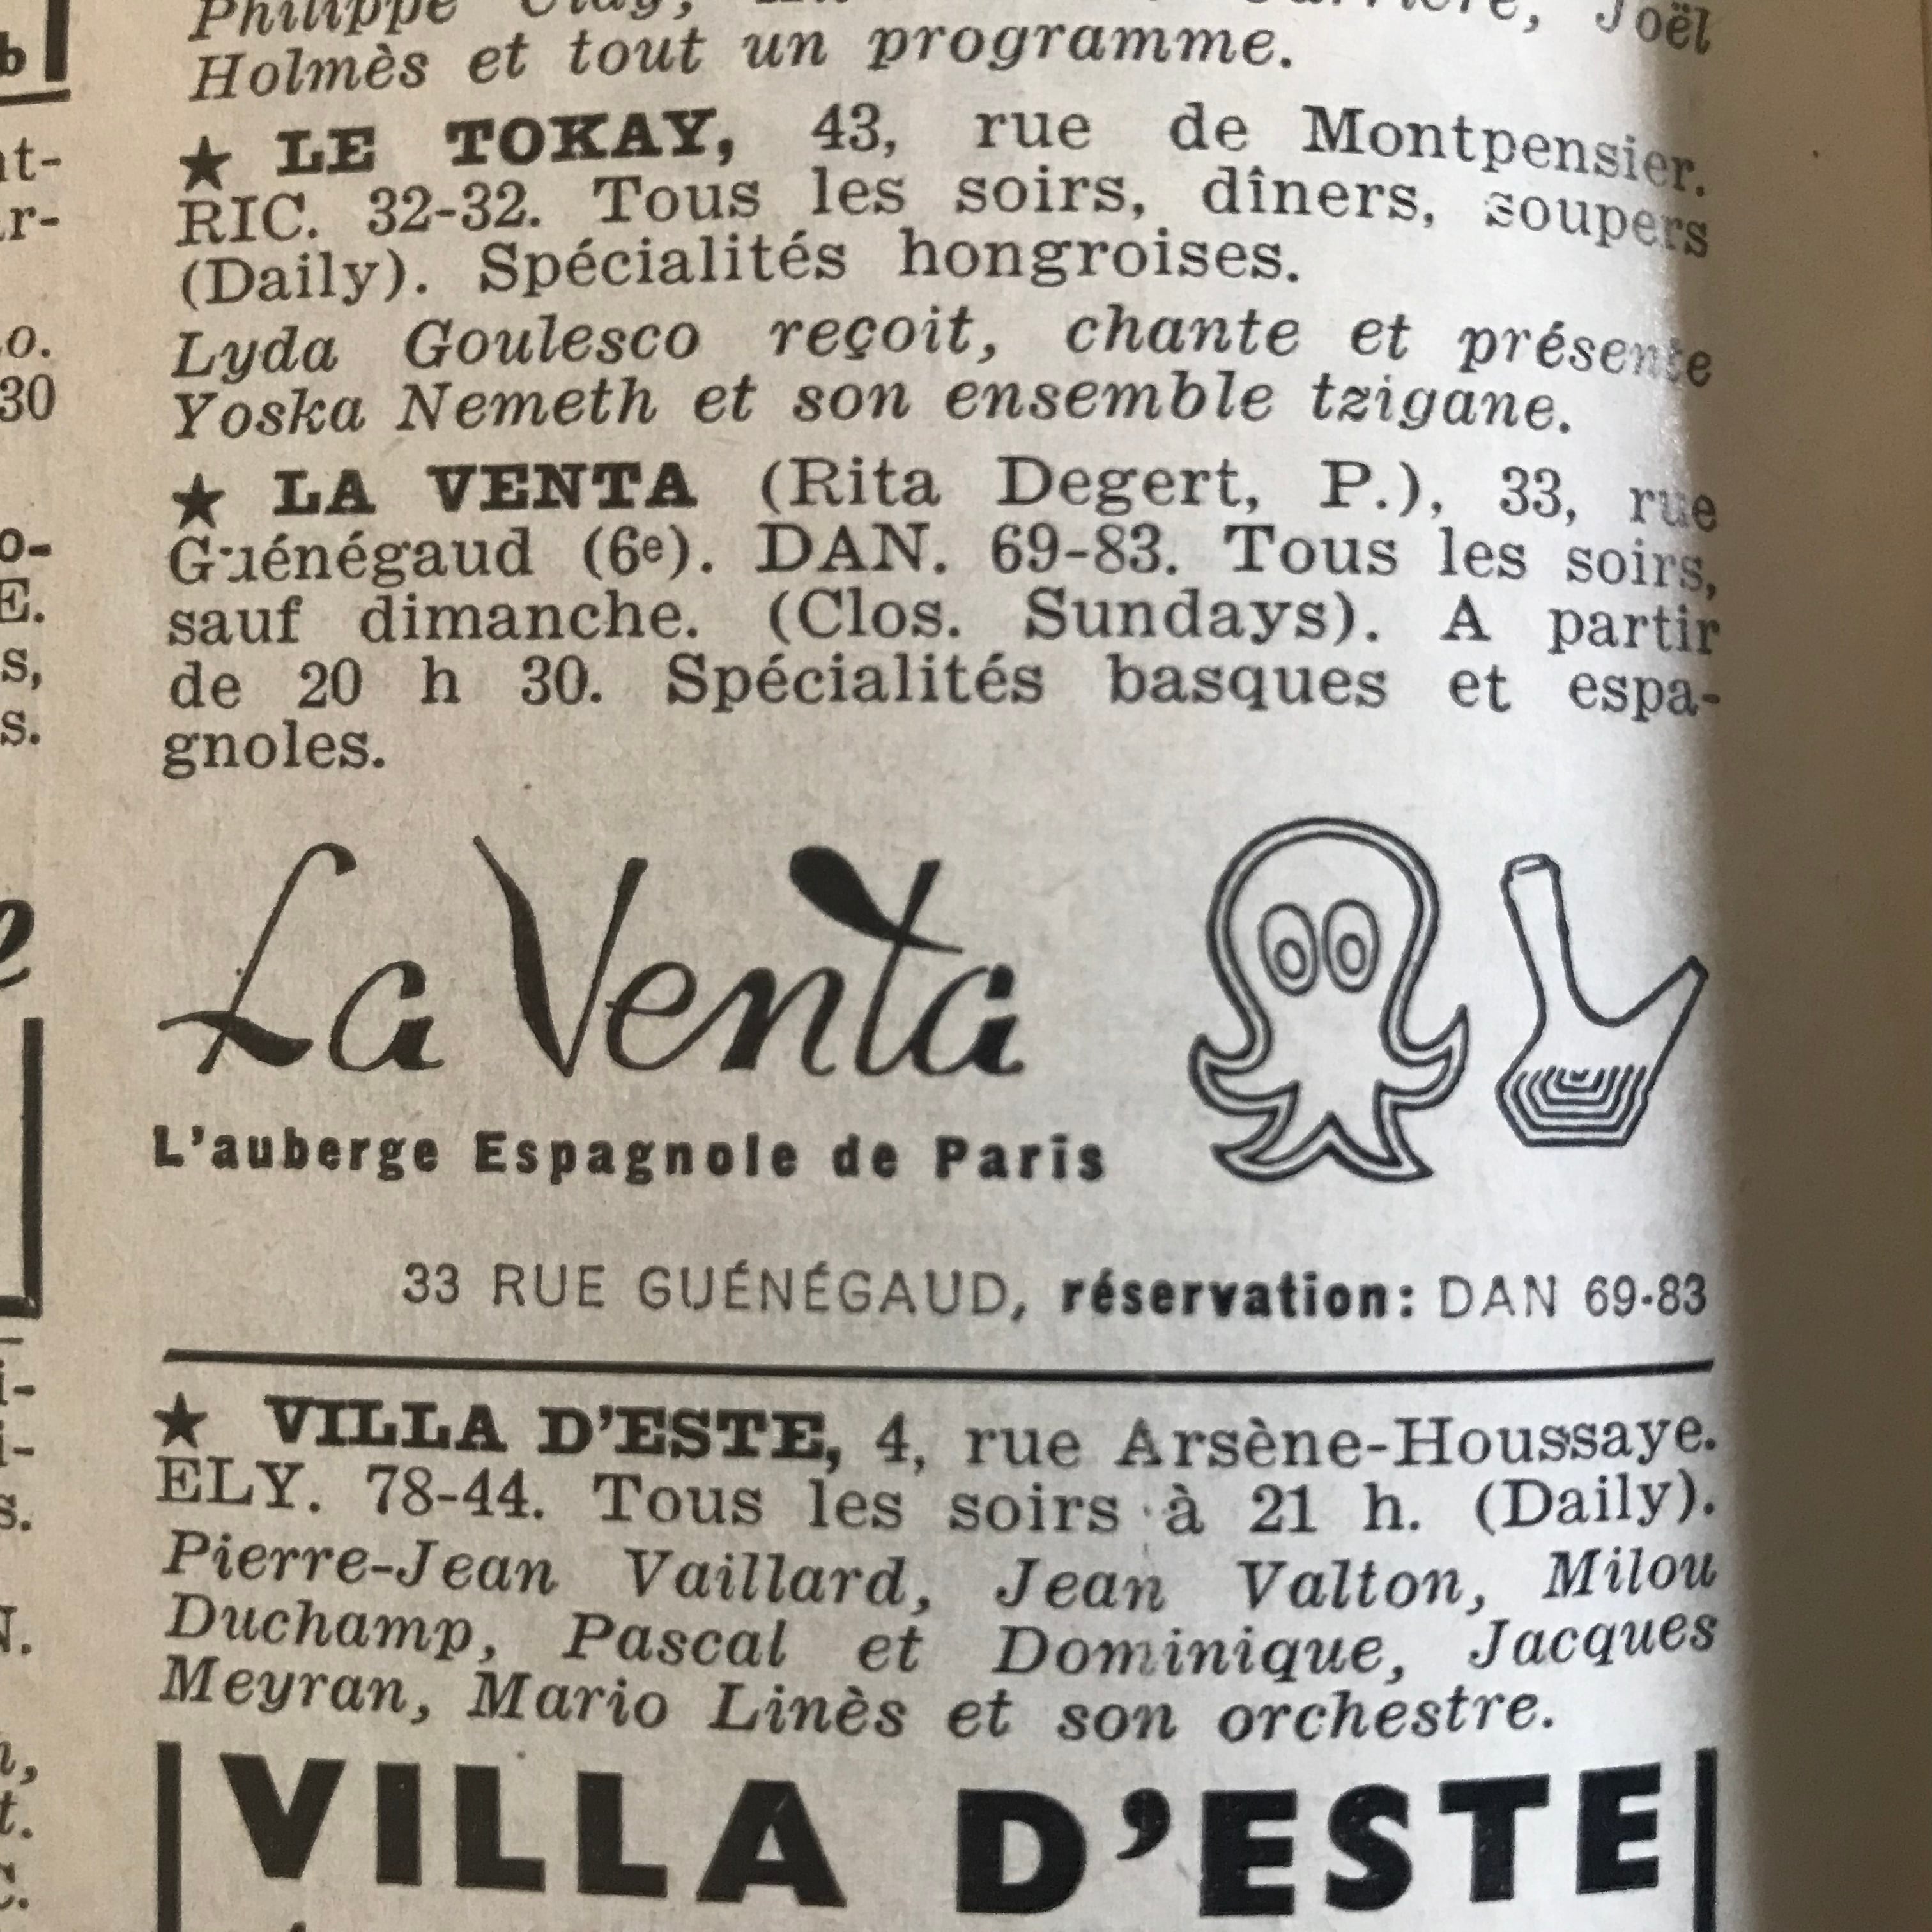 Philippe Clay,
Joël
Holmès et tout un programme.
★ LE TOKAY, 43, rue de Montpensier.
RIC. 32-32. Tous les soirs, dîners, soupers
(Daily). Spécialités hongroises.
Lyda Goulesco reçoit, chante et présente
Yoska Nemeth et son ensemble tzigane.
★ LA VENTA (Rita Degert, P.), 33, rue
Guénégaud (6e). DAN. 69-83. Tous les soirs,
sauf dimanche. (Clos. Sundays). A partir
de 20 h 30. Spécialités basques et espa-
gnoles.
La Venta
L'auberge Espagnole de Paris
33 RUE GUÉNÉGAUD, réservation: DAN 69-83
★ VILLA D'ESTE, 4, rue Arsène-Houssaye.
ELY. 78-44. Tous les soirs à 21 h. (Daily).
Pierre-Jean Vaillard, Jean Valton, Milou
Duchamp, Pascal et Dominique, Jacques
Meyran, Mario Linès et son orchestre.
VILLA D'ESTE